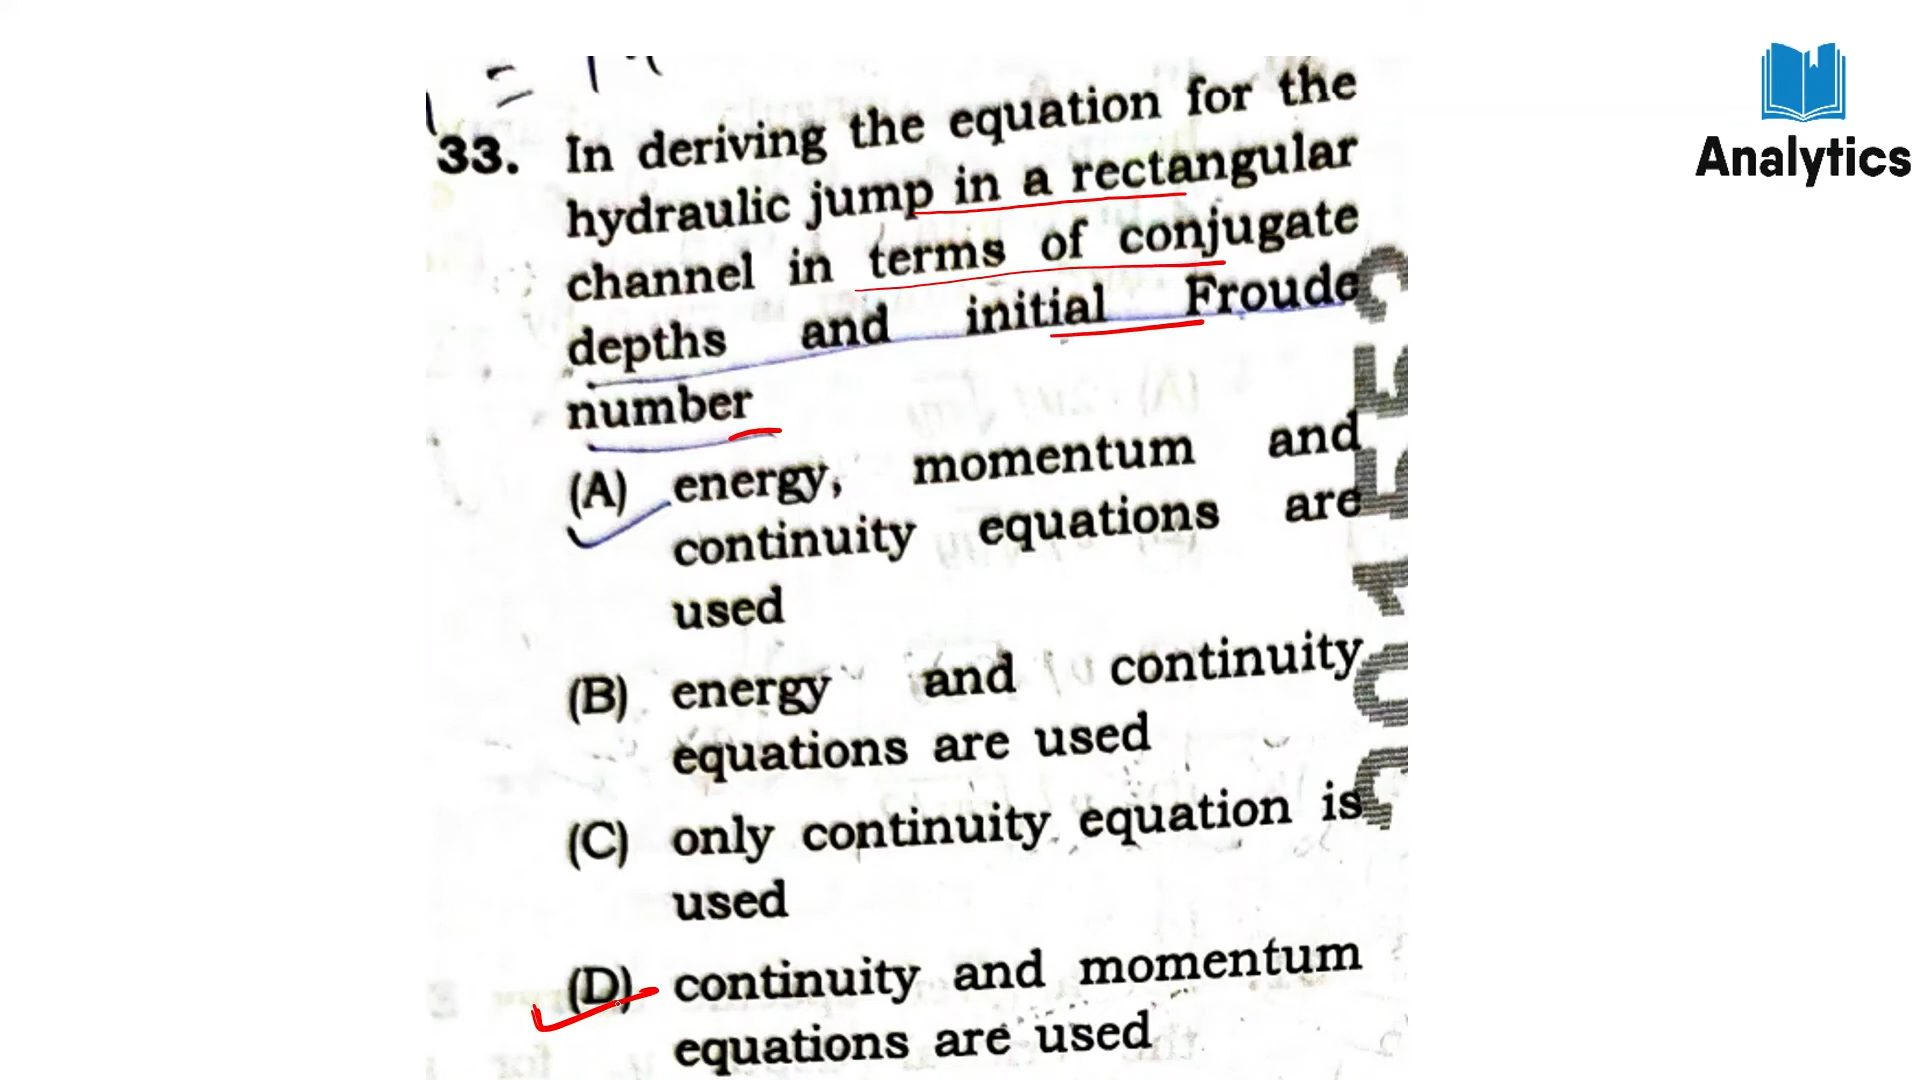 Analytics
33. In deriving the equation for the
hydraulic jump in a rectangular
channel in terms of conjugate
depths and initial Froude
number
(A) energy, momentum and
continuity equations are
used
(B) energy and continuity
equations are used
(C) only continuity equation is
used
(D) continuity and momentum
equations are used